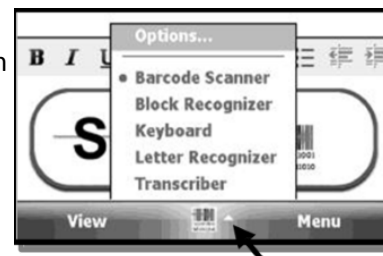 Options...
n
B I U
• Barcode Scanner
Block Recognizer
Keyboard
Letter Recognizer
Transcriber
S
View
Menu